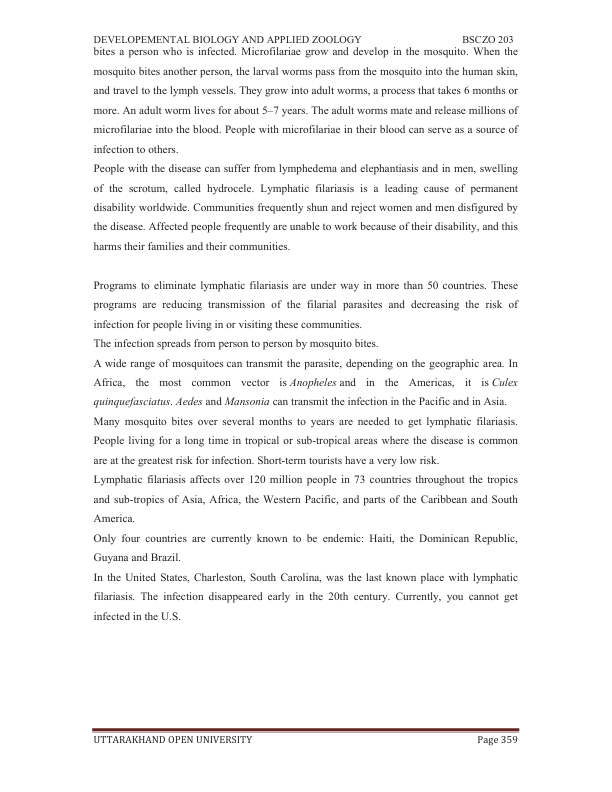 DEVELOPEMENTAL BIOLOGY AND APPLIED ZOOLOGY BSCZO 203
bites a person who is infected. Microfilariae grow and develop in the mosquito. When the
mosquito bites another person, the larval worms pass from the mosquito into the human skin,
and travel to the lymph vessels. They grow into adult worms, a process that takes 6 months or
more. An adult worm lives for about 5–7 years. The adult worms mate and release millions of
microfilariae into the blood. People with microfilariae in their blood can serve as a source of
infection to others.
People with the disease can suffer from lymphedema and elephantiasis and in men, swelling
of the scrotum, called hydrocele. Lymphatic filariasis is a leading cause of permanent
disability worldwide. Communities frequently shun and reject women and men disfigured by
the disease. Affected people frequently are unable to work because of their disability, and this
harms their families and their communities.
Programs to eliminate lymphatic filariasis are under way in more than 50 countries. These
programs are reducing transmission of the filarial parasites and decreasing the risk of
infection for people living in or visiting these communities.
The infection spreads from person to person by mosquito bites.
A wide range of mosquitoes can transmit the parasite, depending on the geographic area. In
Africa, the most common vector is Anopheles and in the Americas, it is Culex
quinquefasciatus. Aedes and Mansonia can transmit the infection in the Pacific and in Asia.
Many mosquito bites over several months to years are needed to get lymphatic filariasis.
People living for a long time in tropical or sub-tropical areas where the disease is common
are at the greatest risk for infection. Short-term tourists have a very low risk.
Lymphatic filariasis affects over 120 million people in 73 countries throughout the tropics
and sub-tropics of Asia, Africa, the Western Pacific, and parts of the Caribbean and South
America.
Only four countries are currently known to be endemic: Haiti, the Dominican Republic,
Guyana and Brazil.
In the United States, Charleston, South Carolina, was the last known place with lymphatic
filariasis. The infection disappeared early in the 20th century. Currently, you cannot get
infected in the U.S.
UTTARAKHAND OPEN UNIVERSITY Page 359